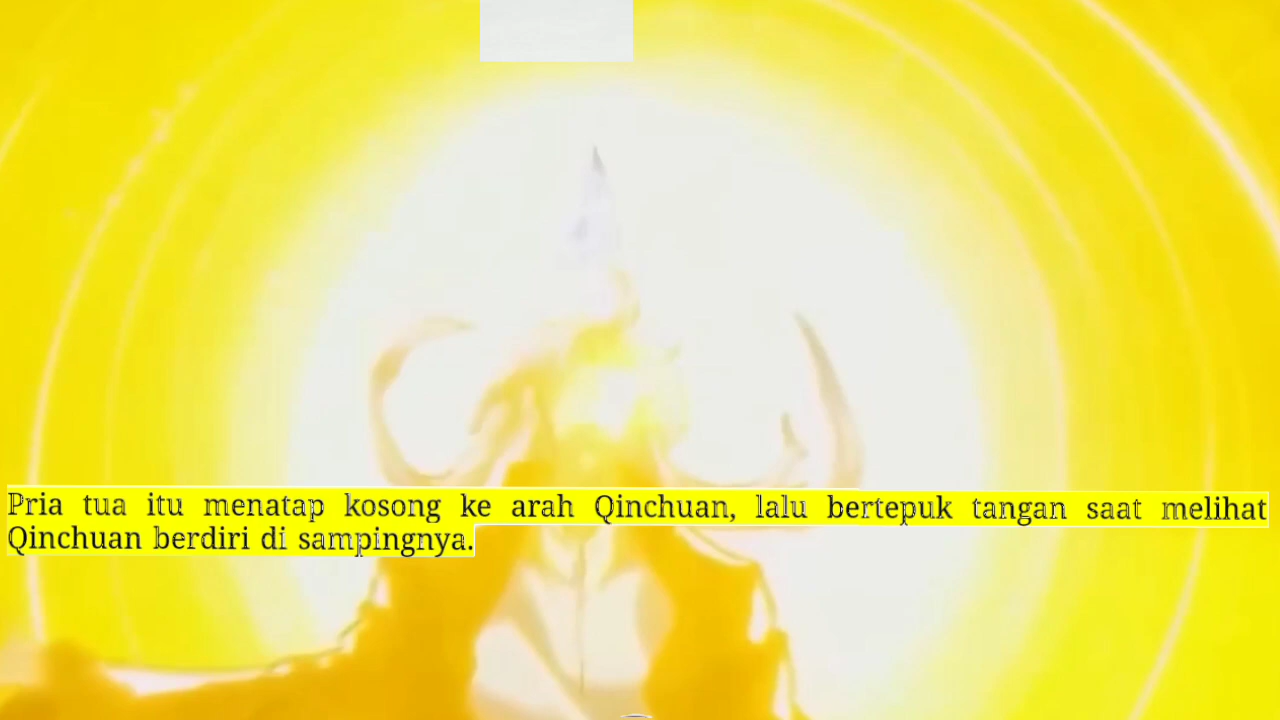 Pria tua itu menatap kosong ke arah Qinchuan, lalu bertepuk tangan saat melihat
Qinchuan berdiri di sampingnya.